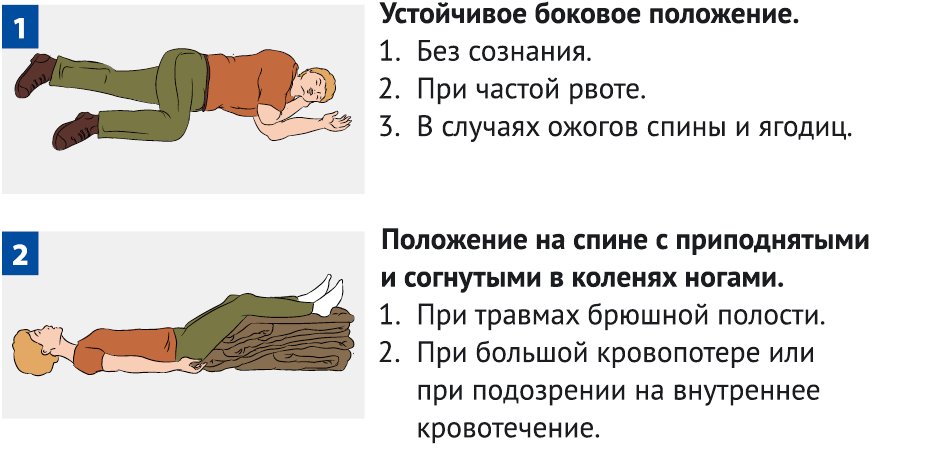 1
Устойчивое боковое положение.
1. Без сознания.
2. При частой рвоте.
3. В случаях ожогов спины и ягодиц.
2
Положение на спине с приподнятыми
и согнутыми в коленях ногами.
1. При травмах брюшной полости.
2. При большой кровопотере или
при подозрении на внутреннее
кровотечение.